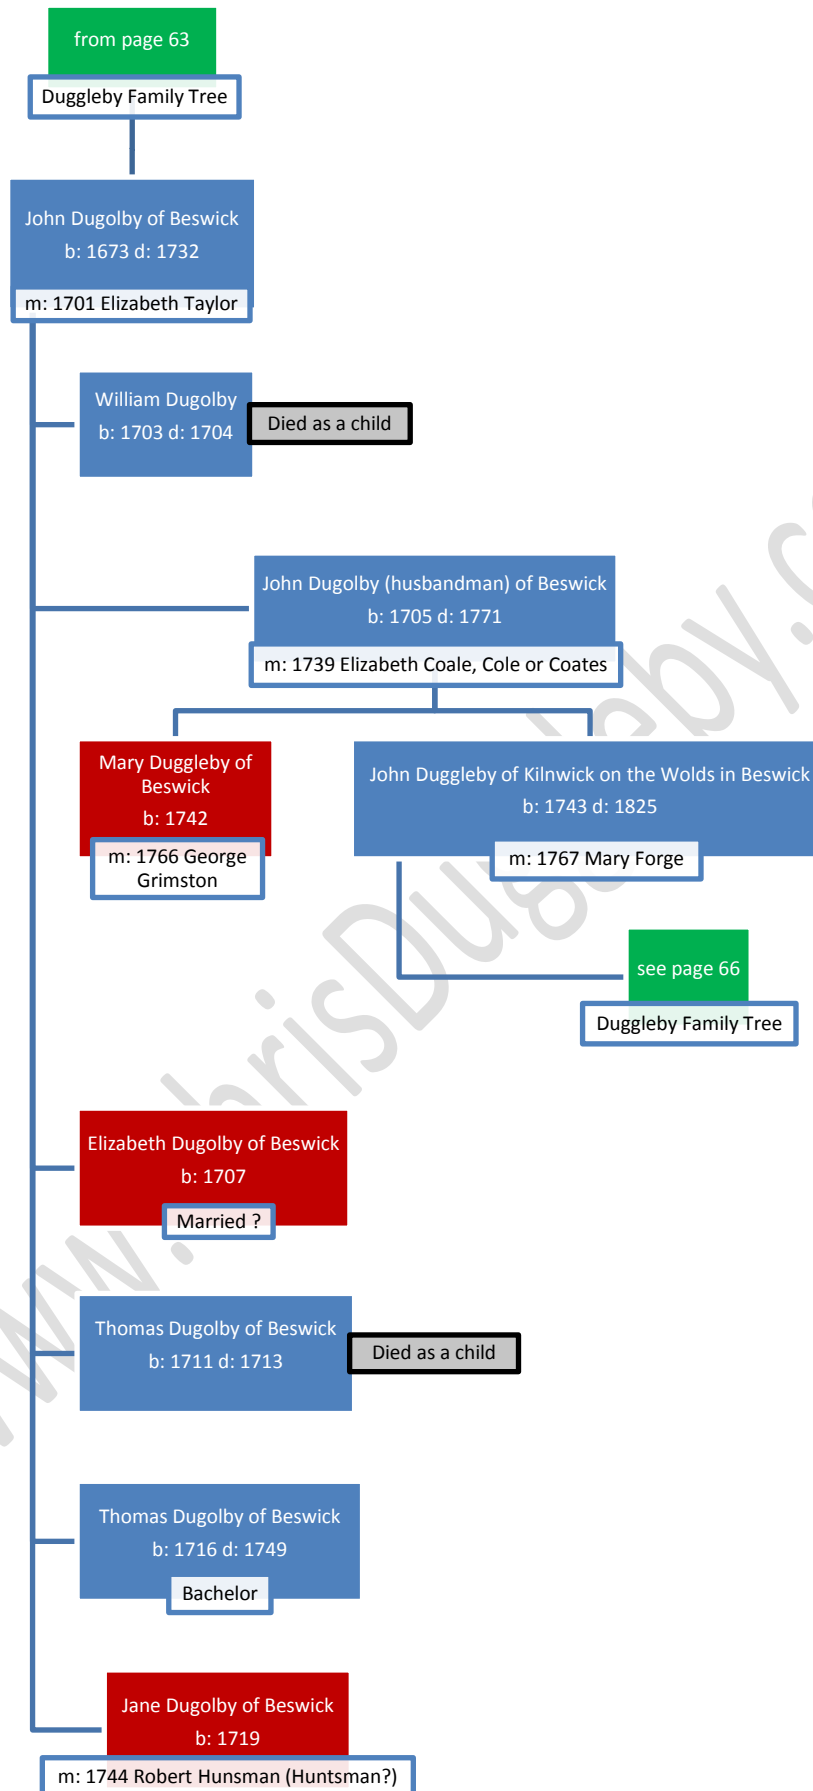 from page 63
Duggleby Family Tree
John Dugolby of Beswick
b: 1673 d: 1732
m: 1701 Elizabeth Taylor
William Dugolby
b: 1703 d: 1704
Died as a child
John Dugolby (husbandman) of Beswick
b: 1705 d: 1771
m: 1739 Elizabeth Coale, Cole or Coates
Mary Duggleby of
Beswick
b: 1742
m: 1766 George
Grimston
John Duggleby of Kilnwick on the Wolds in Beswick
b: 1743 d: 1825
m: 1767 Mary Forge
see page 66
Duggleby Family Tree
Elizabeth Dugolby of Beswick
b: 1707
Married ?
Thomas Dugolby of Beswick
b: 1711 d: 1713
Died as a child
Thomas Dugolby of Beswick
b: 1716 d: 1749
Bachelor
Jane Dugolby of Beswick
b: 1719
m: 1744 Robert Hunsman (Huntsman?)